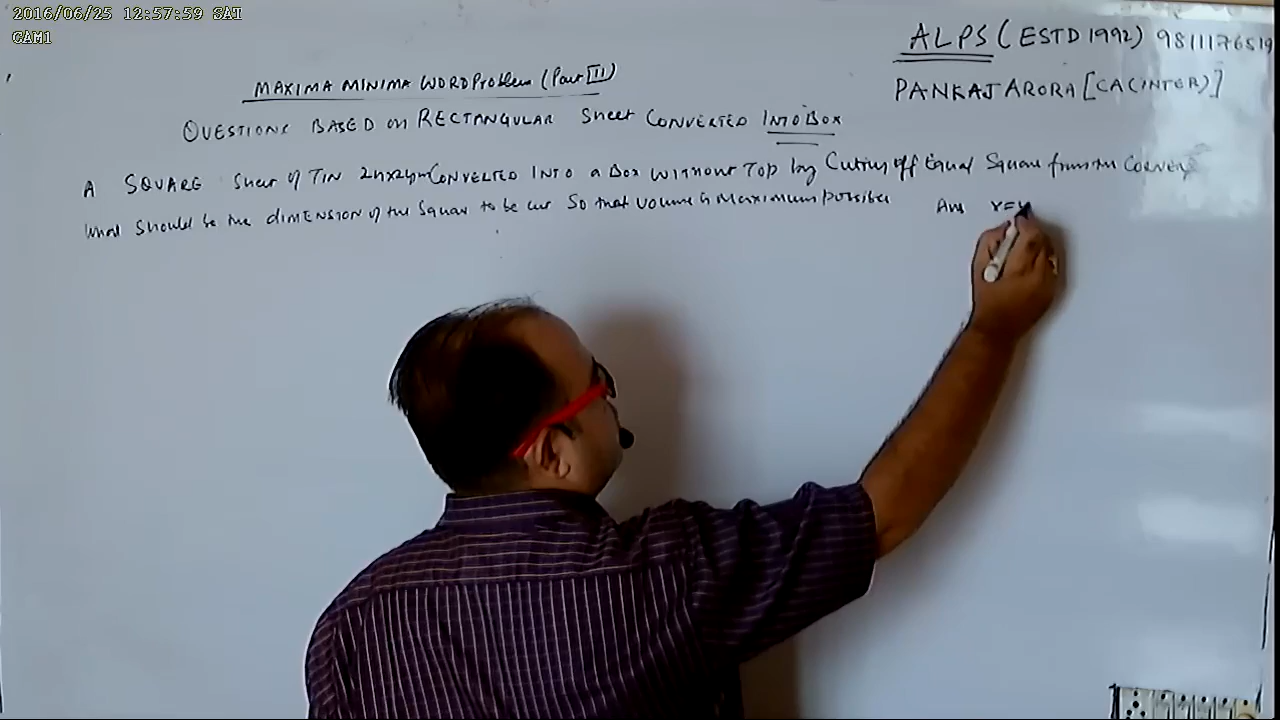 2016/06/25 12:57:59 SAT
CAM1
ALPS (ESTD 1992) 9811176519
PANKAJ ARORA [CA(INTER)]
MAXIMA MINIMA WORD Problem (Part III)
QUESTIONS BASED on RECTANGULAR Sheet CONVERTED INTO BOX
A SQUARE Sheet of TIN CONVERTED INTO a Box WITHOUT TOP by Cutting off Equal Square from the Corners
What should be the DIMENSION of the Square to be cut So that volume is Maximum possible Ans x=